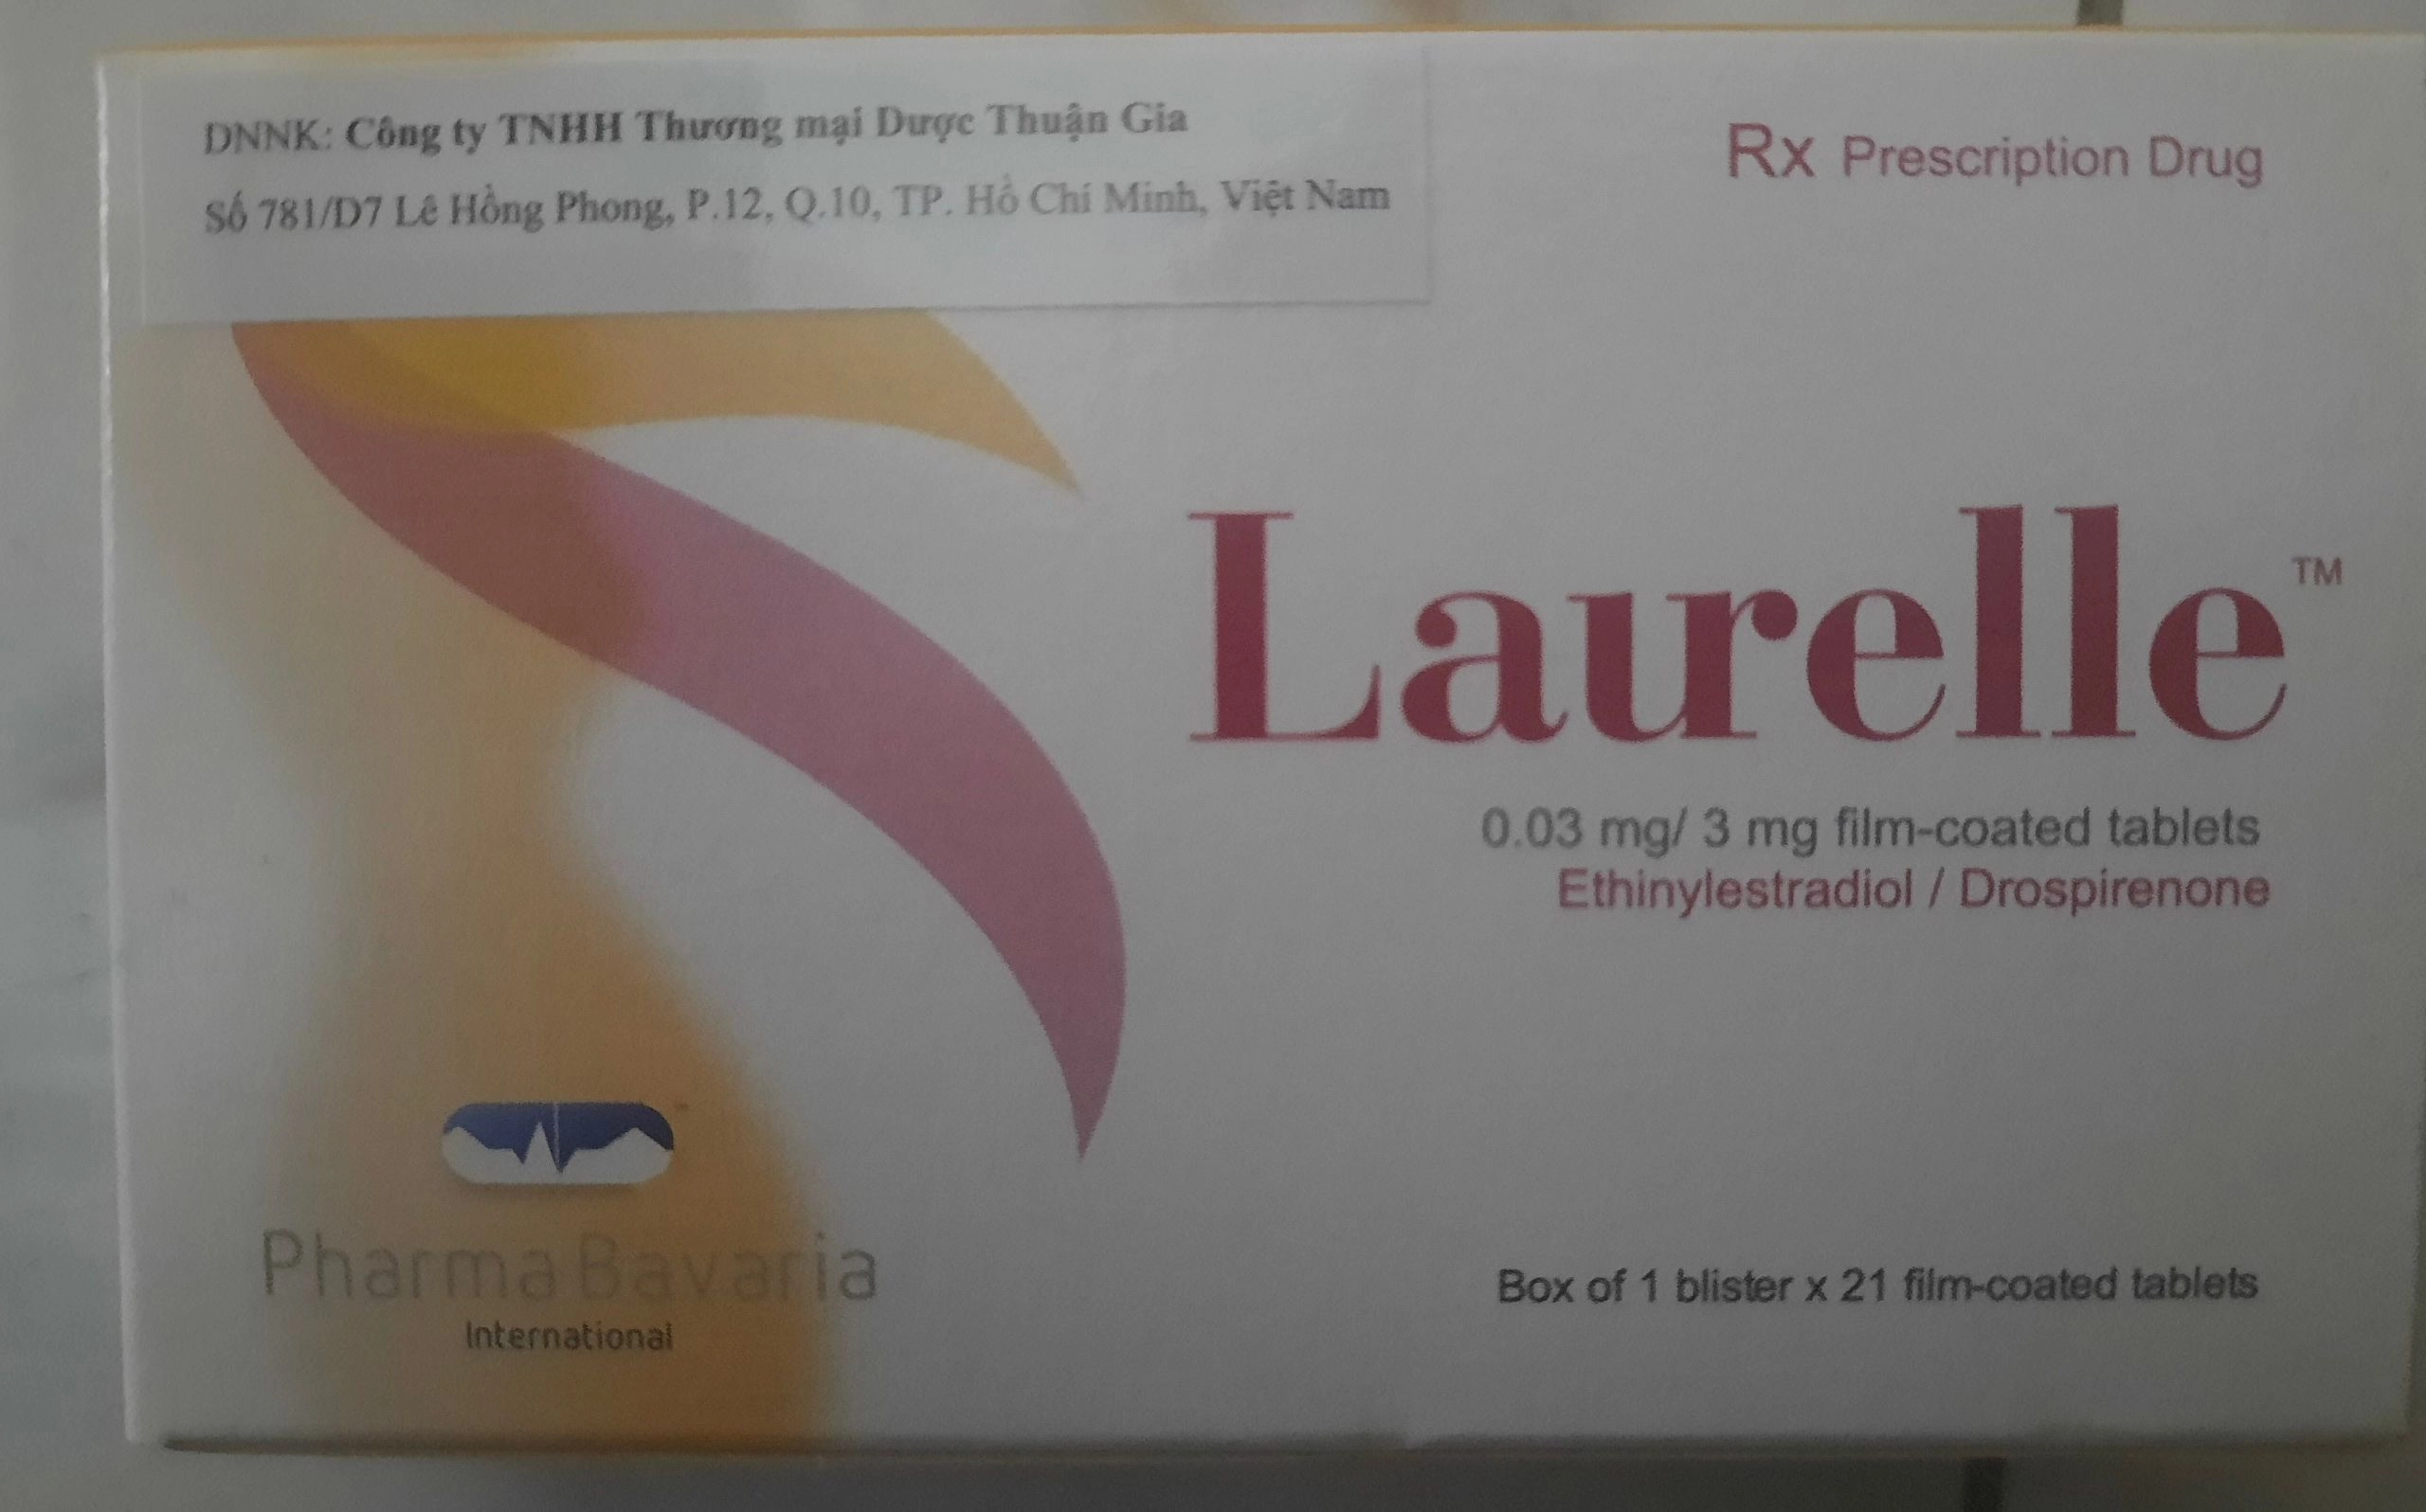 DNNK: Công ty TNHH Thương mại Dược Thuận Gia
Số 781/D7 Lê Hồng Phong, P.12, Q.10, TP. Hồ Chí Minh, Việt Nam
Rx Prescription Drug
Laurelle™
0.03 mg/ 3 mg film-coated tablets
Ethinylestradiol / Drospirenone
Pharma Bavaria
International
Box of 1 blister x 21 film-coated tablets